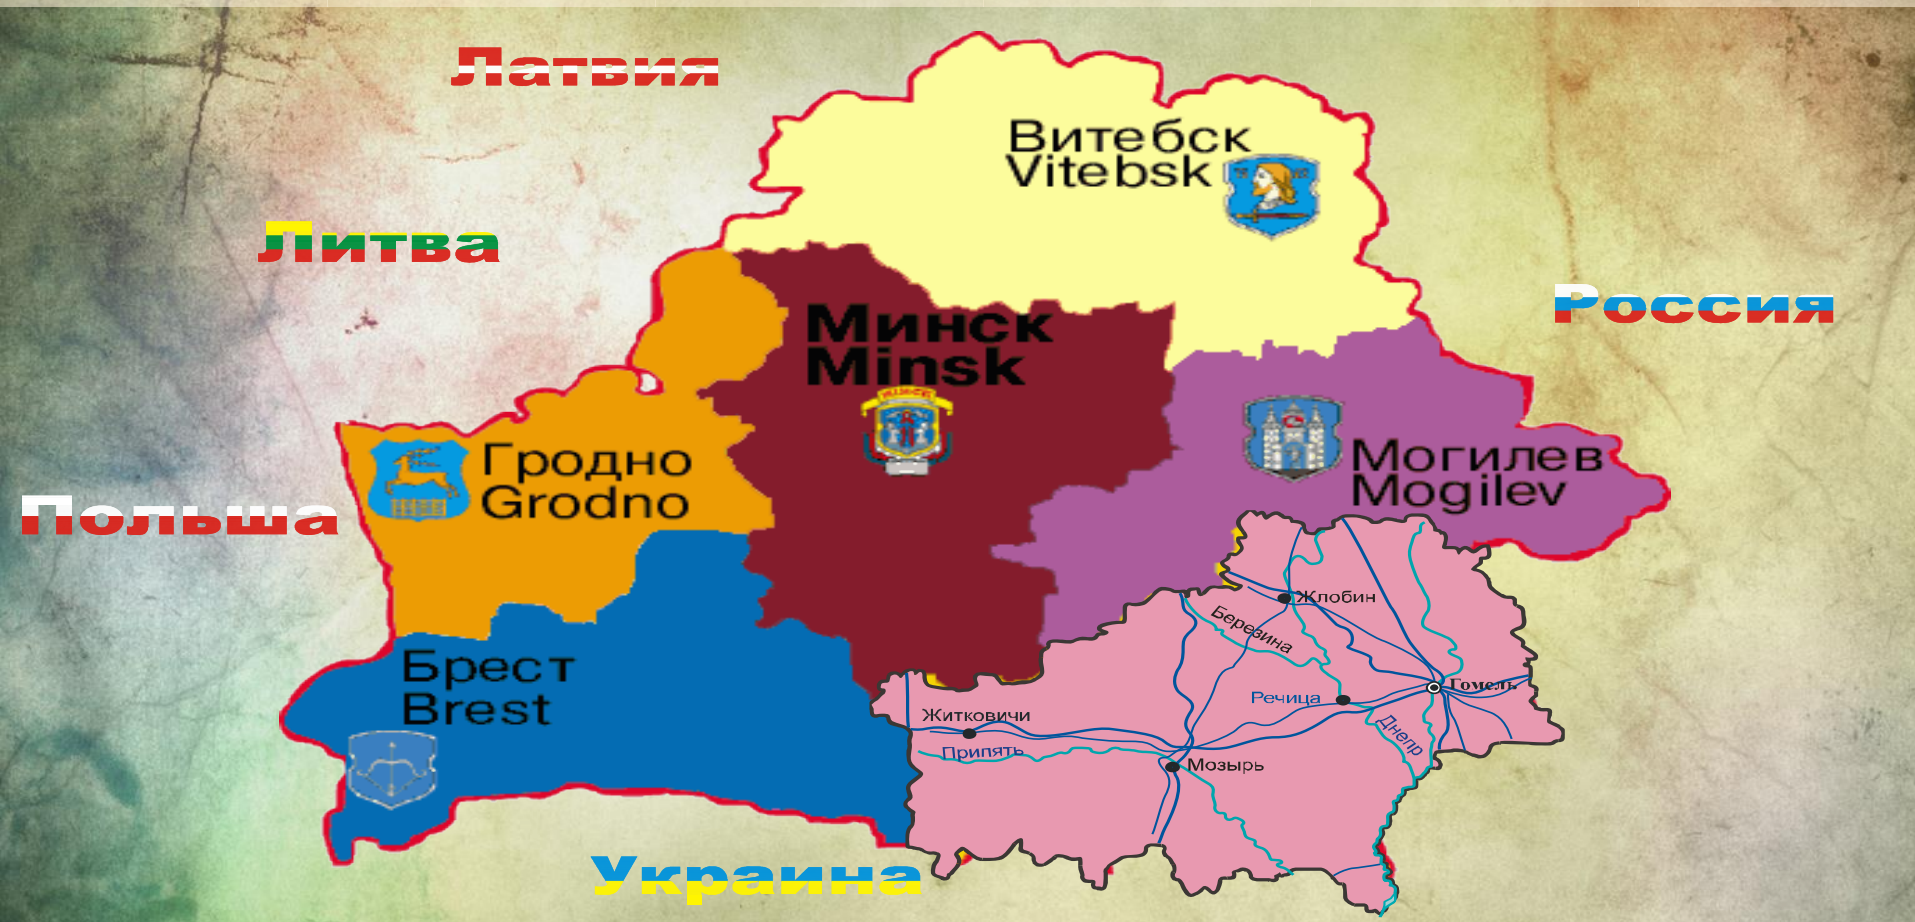 Латвия
Витебск
Vitebsk
Литва
Россия
Минск
Minsk
Гродно
Grodno
Могилев
Mogilev
Польша
Жлобин
Березина
Брест
Brest
Речица
Гомель
Житковичи
Днепр
Припять
Мозырь
Украина